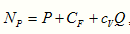 N_P = P + C_F + c_V Q ,